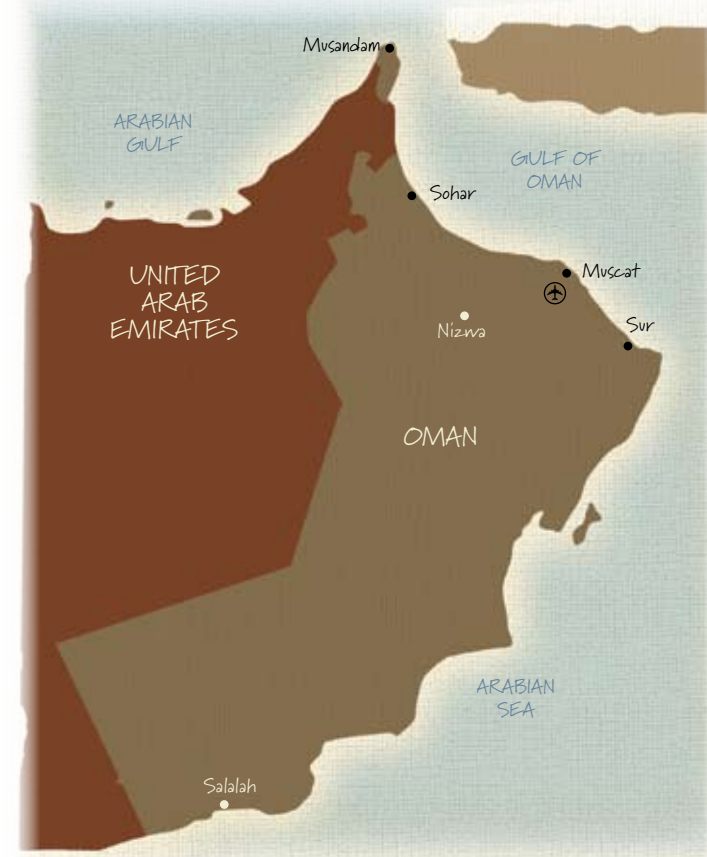 Musandam
ARABIAN
GULF
GULF OF
OMAN
Sohar
UNITED
ARAB
EMIRATES
Muscat
Nizwa
Sur
OMAN
ARABIAN
SEA
Salalah